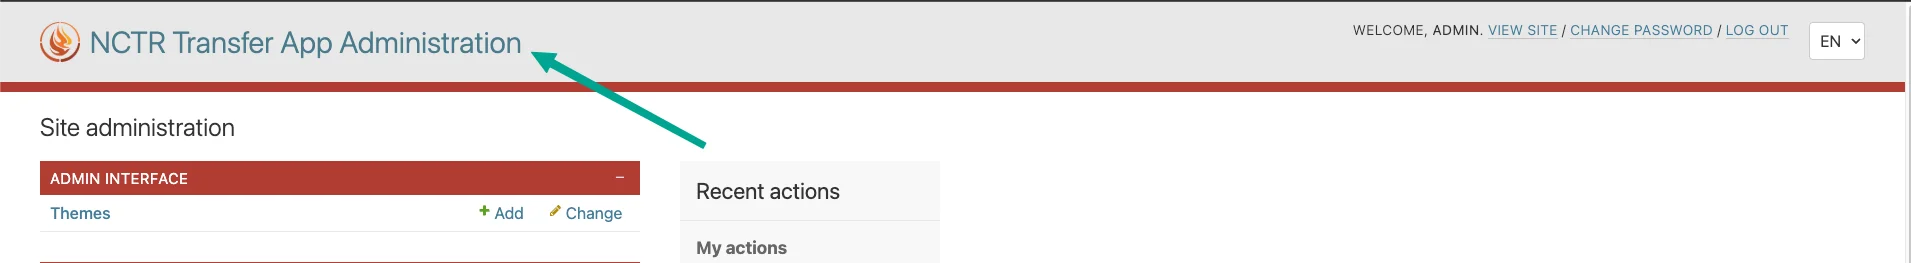 NCTR Transfer App Administration
WELCOME, ADMIN. VIEW SITE / CHANGE PASSWORD / LOG OUT
EN
Site administration
ADMIN INTERFACE –
Themes + Add Change
Recent actions
My actions